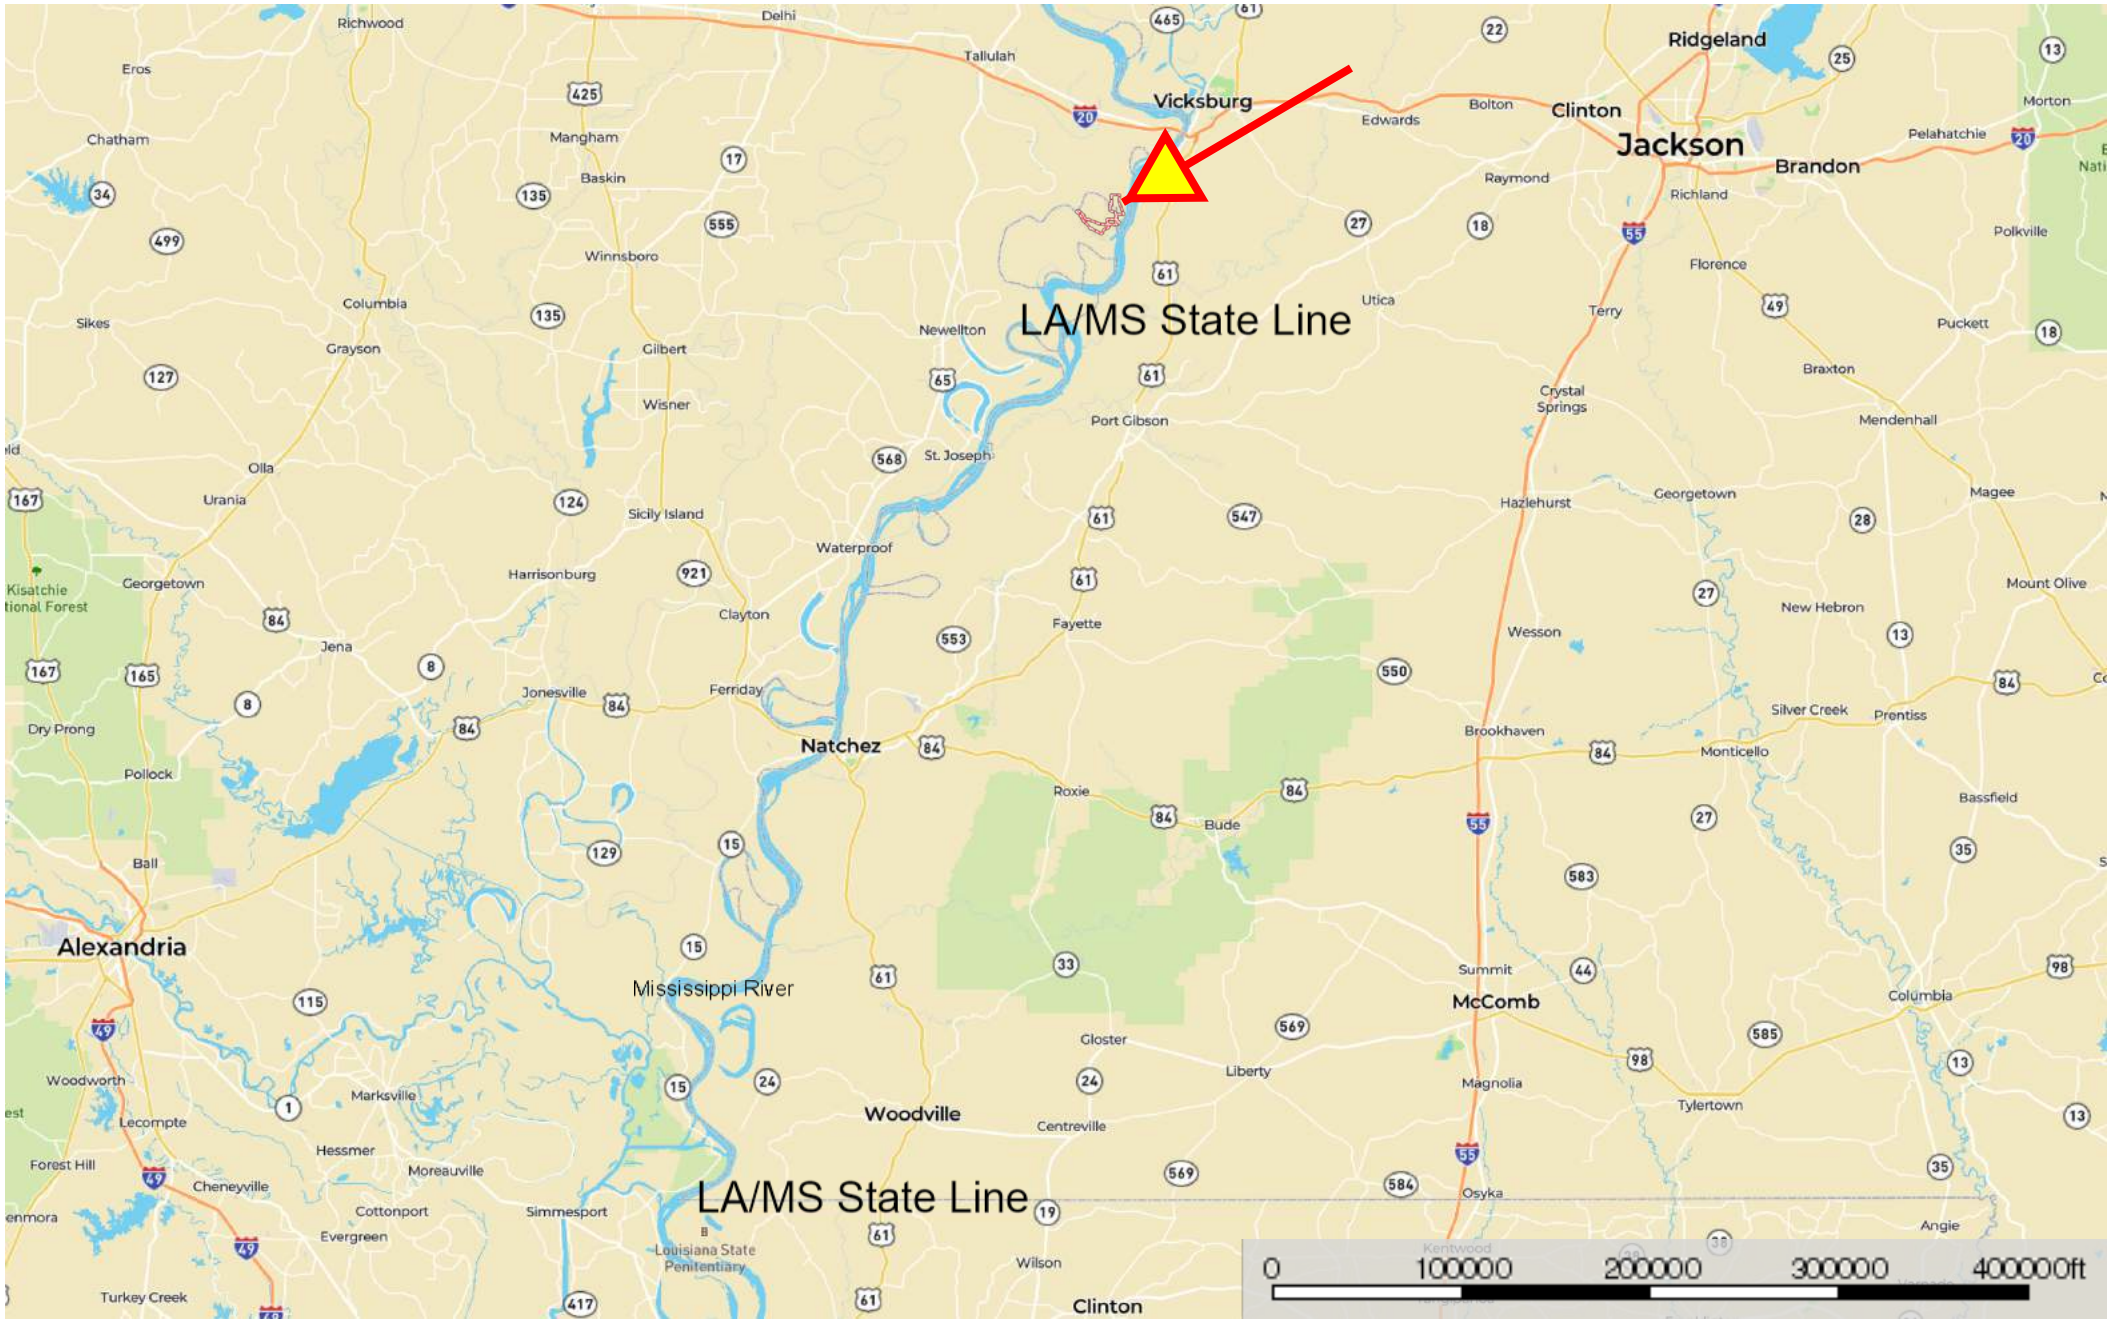 Richwood
Delhi
465
61
22
Ridgeland
13
Eros
Tallulah
25
425
Vicksburg
Bolton
Clinton
Morton
20
Edwards
Chatham
Mangham
Jackson
Pelahatchie
20
17
Brandon
Baskin
Raymond
34
135
Richland
555
27
18
55
Polkville
499
Winnsboro
Florence
61
Columbia
Utica
49
135
LA/MS State Line
Terry
Sikes
Newellton
Puckett
18
Grayson
Gilbert
127
65
61
Braxton
Wisner
Crystal
Springs
Port Gibson
Mendenhall
568
St. Joseph
Olla
167
Urania
124
Georgetown
Magee
Hazlehurst
Sicily Island
61
547
28
Waterproof
Kisatchie
Georgetown
Harrisonburg
921
61
Mount Olive
National Forest
27
New Hebron
84
Clayton
Fayette
Wesson
13
Jena
553
8
167
165
550
84
Ferriday
Jonesville
84
8
Silver Creek
Prentiss
Dry Prong
84
Brookhaven
Natchez
84
84
Monticello
Pollock
Roxie
84
Bassfield
84
Bude
55
27
15
129
35
Ball
583
Alexandria
15
33
Summit
44
98
61
Mississippi River
Columbia
115
McComb
49
569
585
Gloster
98
13
Liberty
Woodworth
15
24
24
Magnolia
Marksville
1
Woodville
Tylertown
13
Lecompte
Centreville
Hessmer
55
Forest Hill
Moreauville
35
49
569
584
Cheneyville
Osyka
LA/MS State Line
Cottonport
Simmesport
19
Angie
Evergreen
61
49
Louisiana State
Penitentiary
Kentwood
38
38
Wilson
0 100000 200000 300000 400000ft
Turkey Creek
417
61
Clinton
49